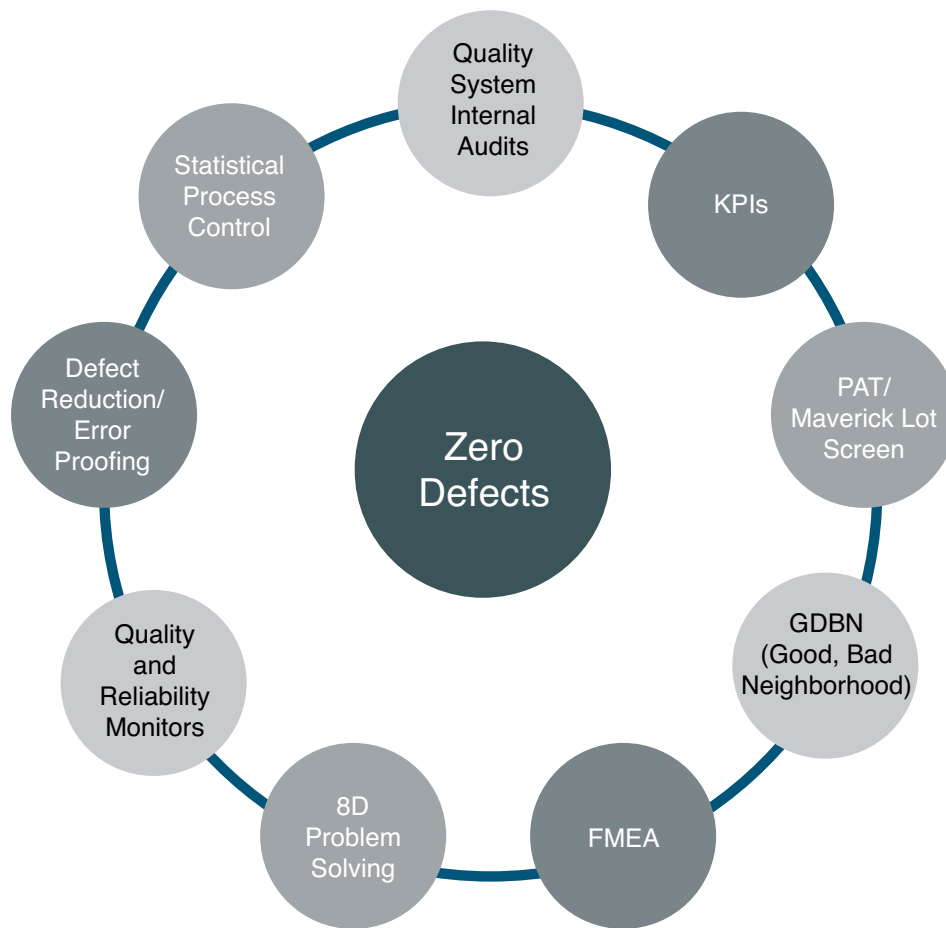 Quality
System
Internal
Audits
KPIs
PAT/
Maverick Lot
Screen
GDBN
(Good, Bad
Neighborhood)
FMEA
8D
Problem
Solving
Quality
and
Reliability
Monitors
Defect
Reduction/
Error
Proofing
Statistical
Process
Control
Zero
Defects